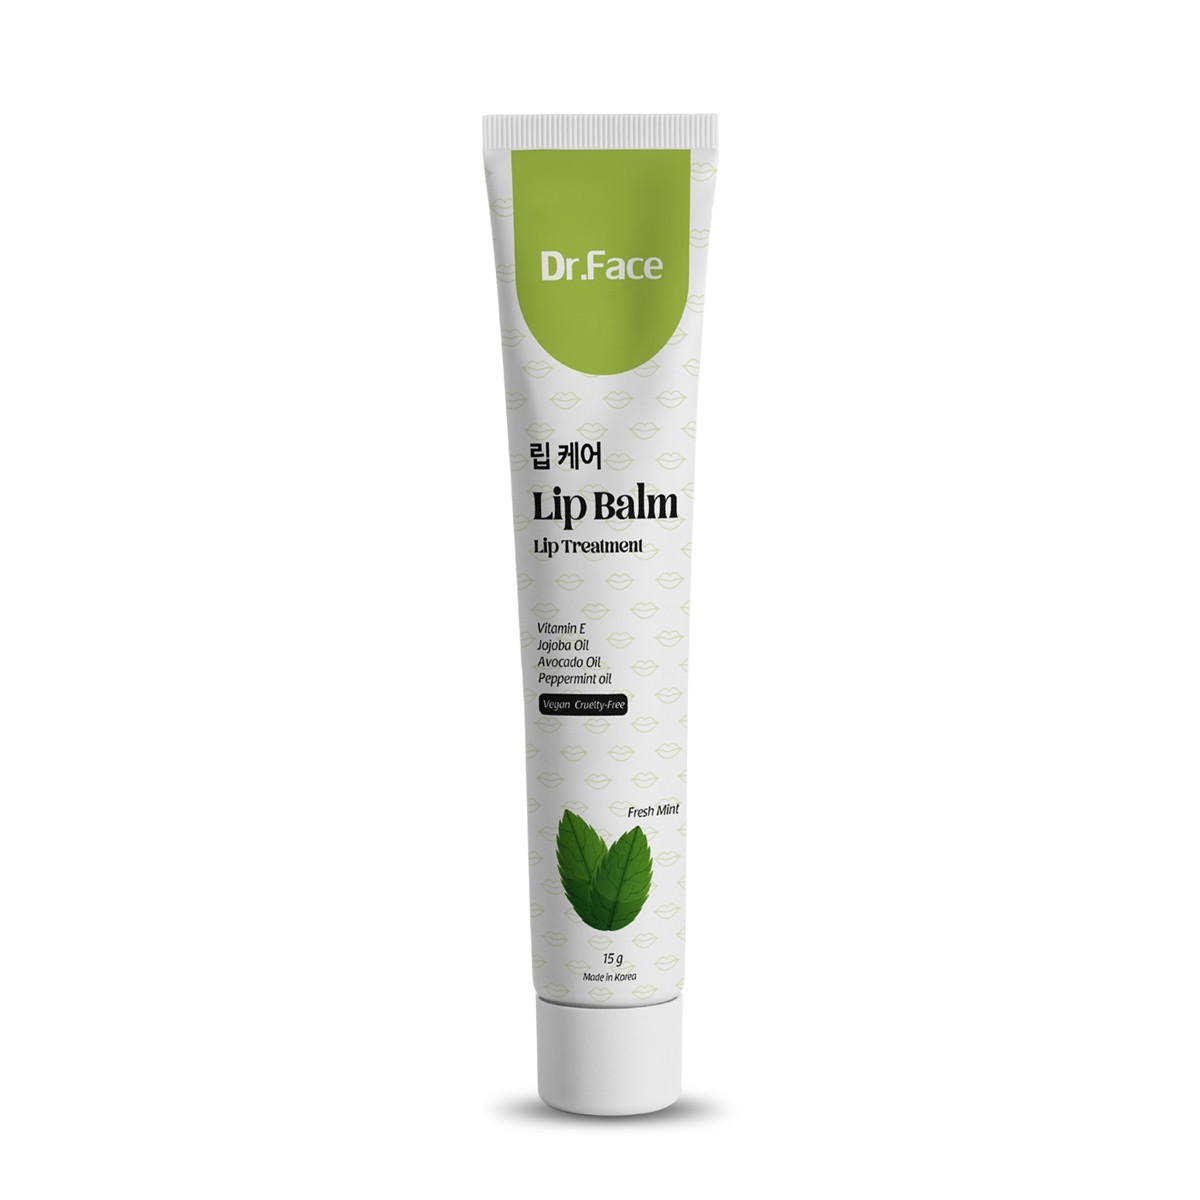 Dr.Face
립 케어
Lip Balm
Lip Treatment
Vitamin E
Jojoba Oil
Avocado Oil
Peppermint oil
Vegan Cruelty-Free
Fresh Mint
15 g
Made in Korea